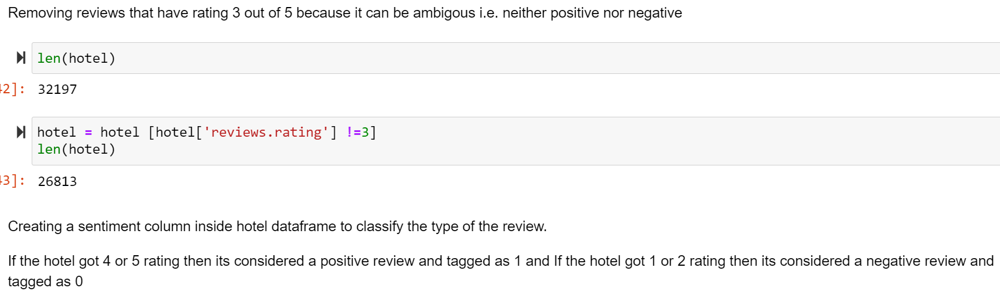 Removing reviews that have rating 3 out of 5 because it can be ambigous i.e. neither positive nor negative
len(hotel)
42]: 32197
hotel = hotel [hotel['reviews.rating'] !=3]
len(hotel)
43]: 26813
Creating a sentiment column inside hotel dataframe to classify the type of the review.
If the hotel got 4 or 5 rating then its considered a positive review and tagged as 1 and If the hotel got 1 or 2 rating then its considered a negative review and
tagged as 0